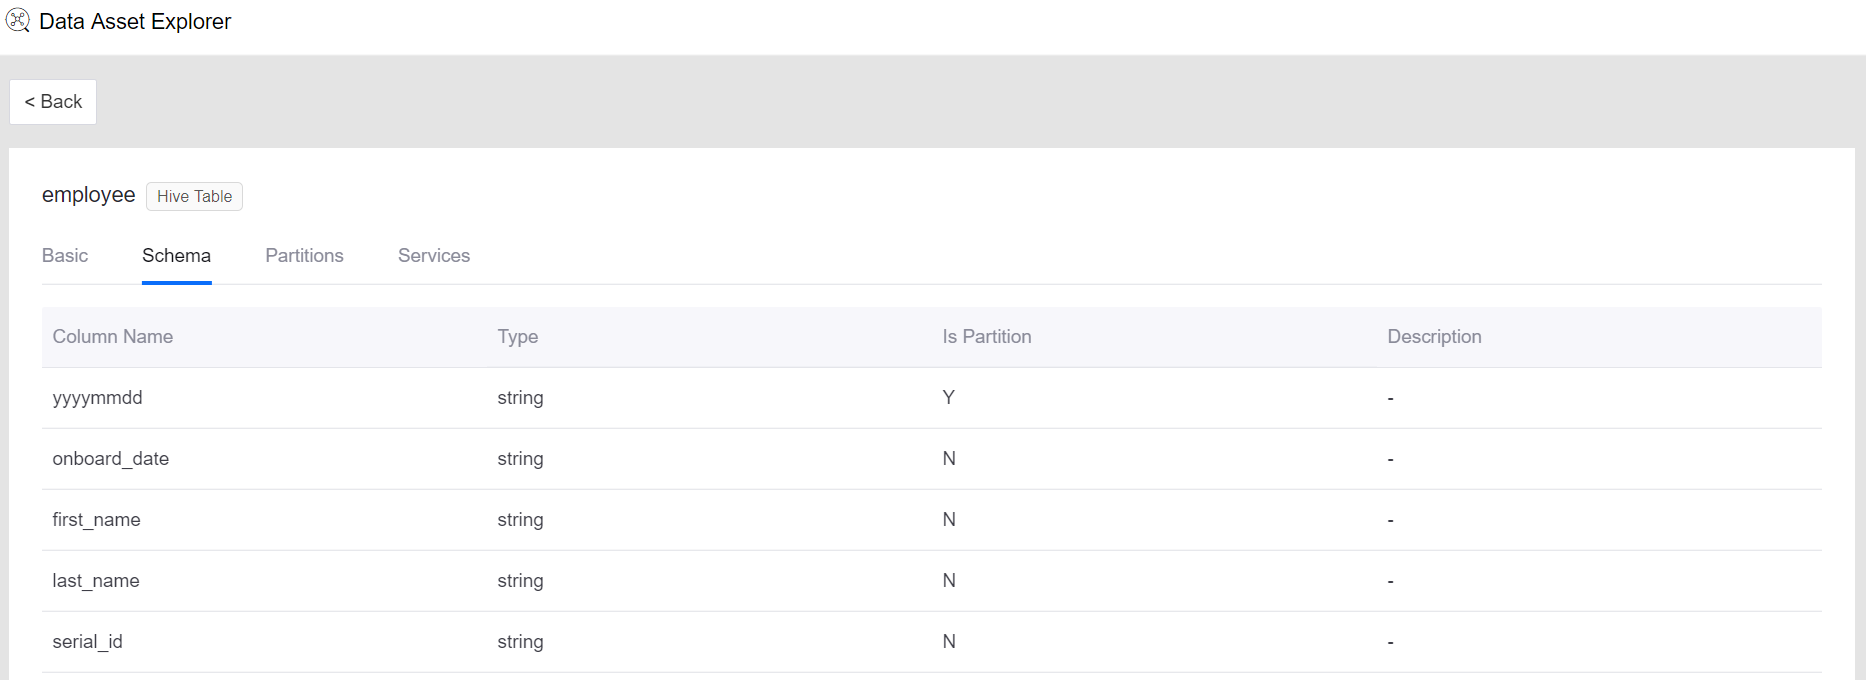 Data Asset Explorer
< Back
employee Hive Table
Basic Schema Partitions Services
Column Name Type Is Partition Description
yyyymmdd string Y -
onboard_date string N -
first_name string N -
last_name string N -
serial_id string N -